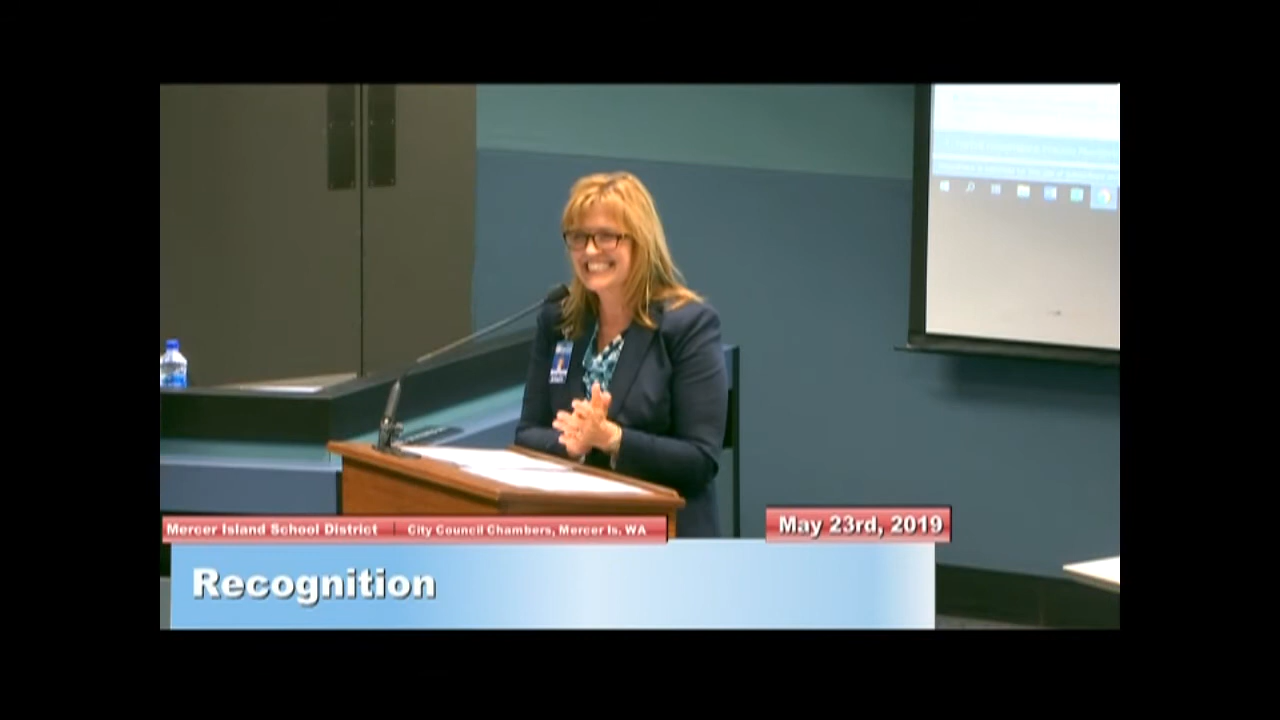 Mercer Island School District | City Council Chambers, Mercer Is. WA
May 23rd, 2019
Recognition